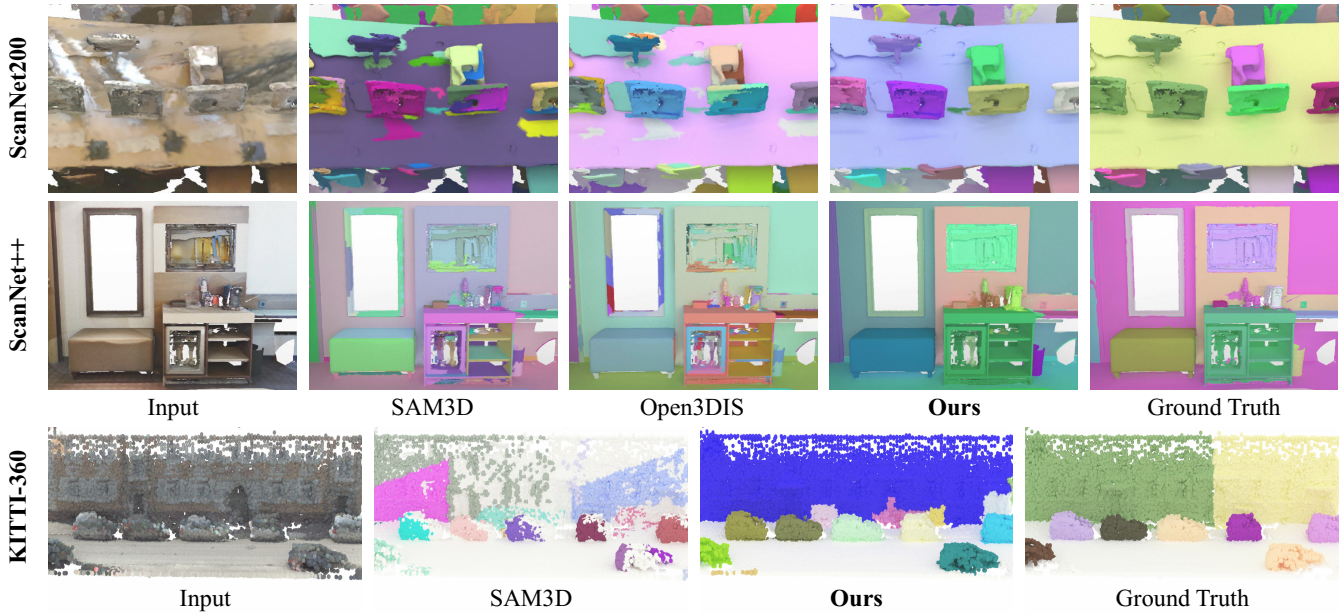 ScanNet200
ScanNet++
Input SAM3D Open3DIS Ours Ground Truth
KITTI-360
Input SAM3D Ours Ground Truth